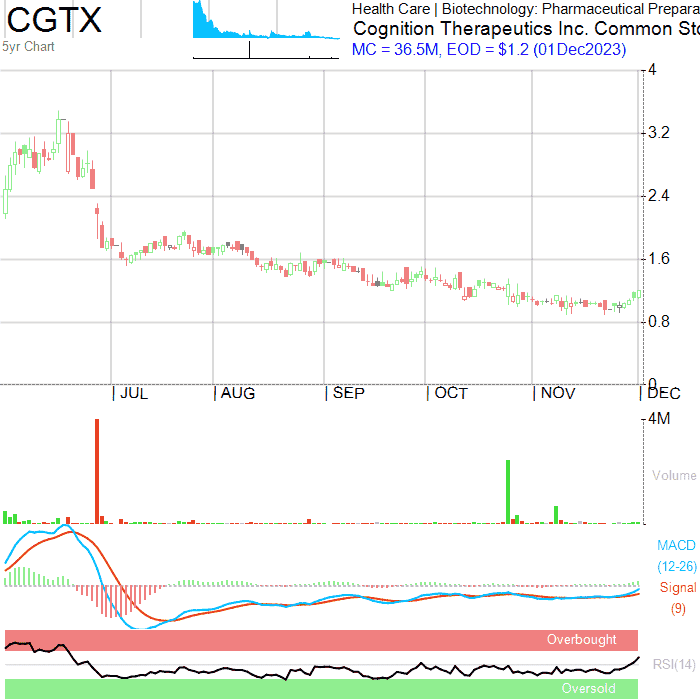 CGTX
5yr Chart
Health Care | Biotechnology: Pharmaceutical Prepara
Cognition Therapeutics Inc. Common Sto
MC = 36.5M, EOD = $1.2 (01Dec2023)
4
3.2
2.4
1.6
0.8
0
| JUL | AUG | SEP | OCT | NOV | DEC
4M
Volume
MACD
(12-26)
Signal
(9)
Overbought
RSI(14)
Oversold